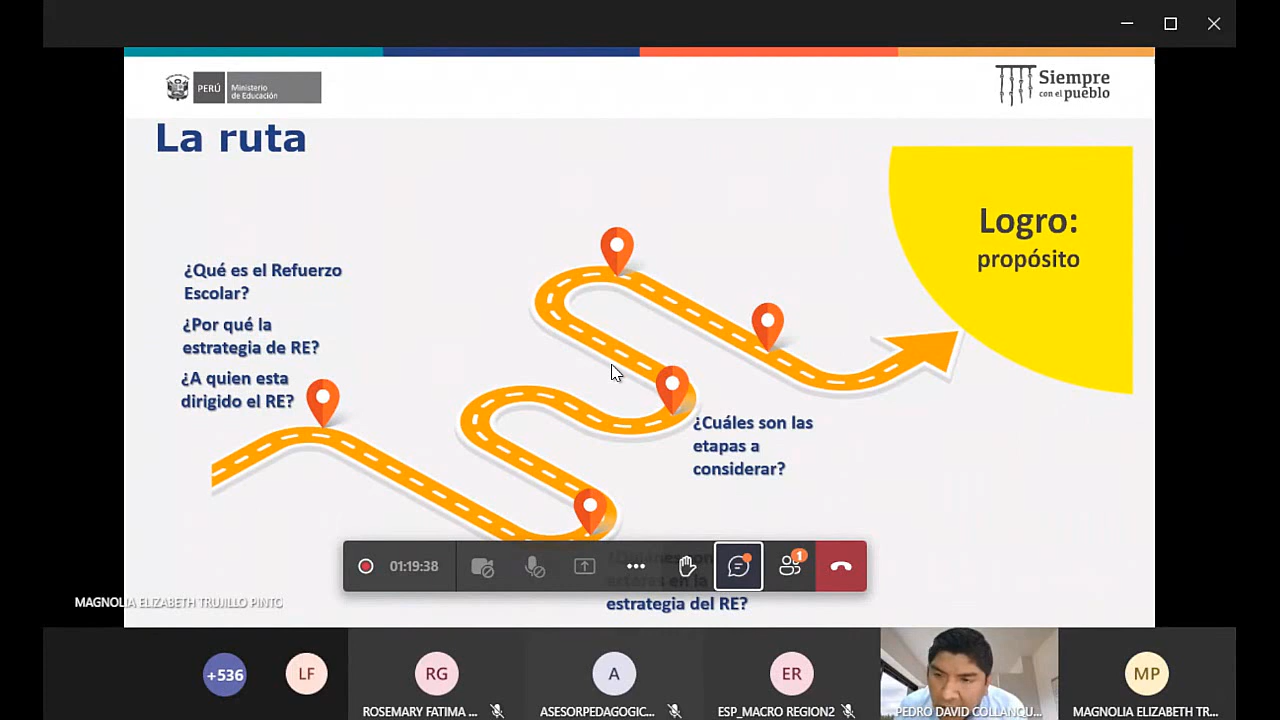 PERÚ
Ministerio
de Educación
Siempre
con el pueblo
La ruta
Logro:
propósito
¿Qué es el Refuerzo
Escolar?
¿Por qué la
estrategia de RE?
¿A quien esta
dirigido el RE?
¿Cuáles son las
etapas a
considerar?
estrategia del RE?
01:19:38
1
MAGNOLIA ELIZABETH TRUJILLO PINTO
+536
LF
RG
ROSEMARY FATIMA ...
A
ASESORPEDAGOGIC...
ER
ESP_MACRO REGION2
PEDRO DAVID COLLANQU...
MP
MAGNOLIA ELIZABETH TR...